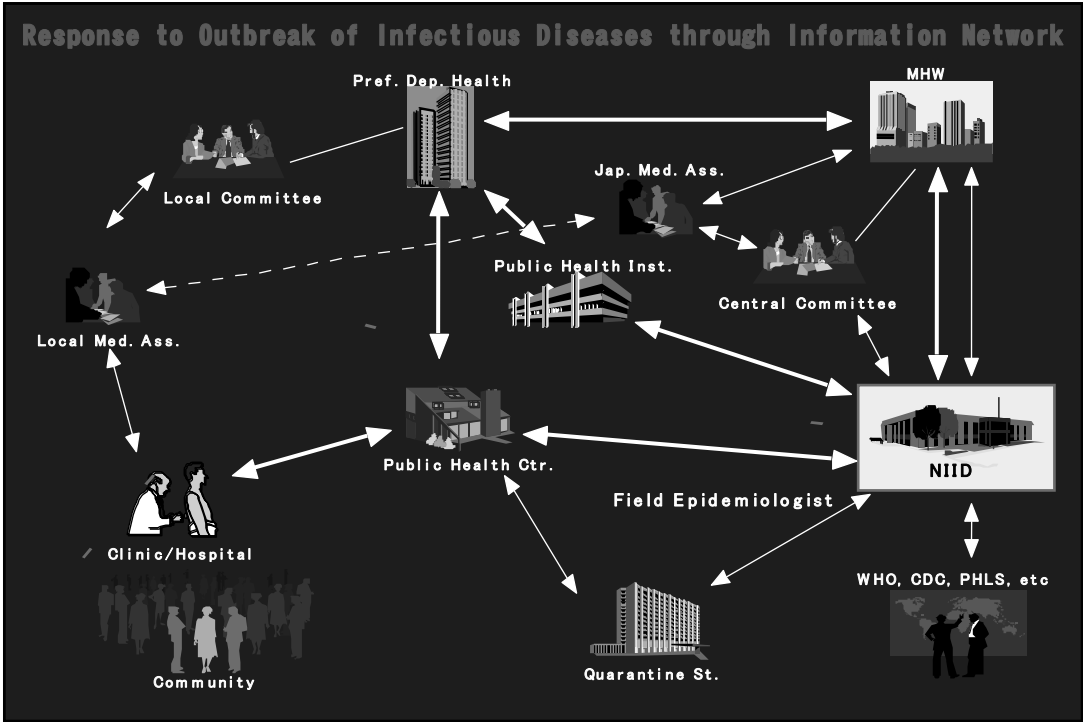 Response to Outbreak of Infectious Diseases through Information Network
Pref. Dep. Health
MHW
Local Committee
Jap. Med. Ass.
Public Health Inst.
Central Committee
Local Med. Ass.
Public Health Ctr.
NIID
Field Epidemiologist
Clinic/Hospital
WHO, CDC, PHLS, etc
Quarantine St.
Community